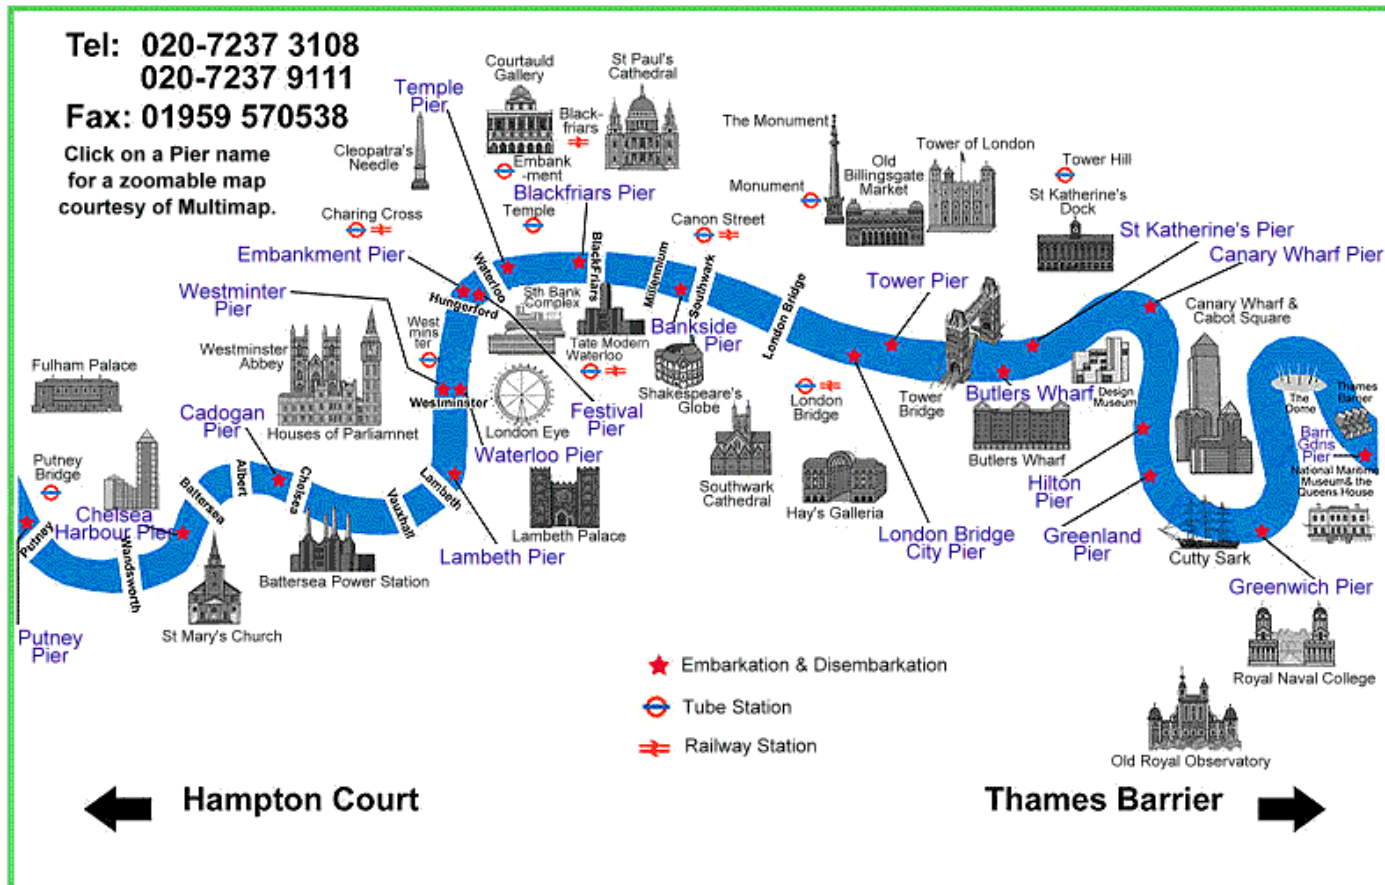 Tel: 020-7237 3108
020-7237 9111
Fax: 01959 570538
Click on a Pier name
for a zoomable map
courtesy of Multimap.
Temple
Pier
Cleopatra's
Needle
Courtauld
Gallery
Black-
friars
St Paul's
Cathedral
Embank
-ment
Blackfriars Pier
Temple
Charing Cross
Embankment Pier
Westminter
Pier
Waterloo
Hungerford
BlackFriars
Millennium
Southwark
Canon Street
The Monument
Monument
Old
Billingsgate
Market
Tower of London
Tower Hill
St Katherine's
Dock
St Katherine's Pier
Canary Wharf Pier
Tower Pier
London Bridge
Canary Wharf &
Cabot Square
Sth Bank
Complex
Tate Modern
Waterloo
Bankside
Pier
Shakespeare's
Globe
West
mins
ter
Westminster
Abbey
Houses of Parliamnet
Westminster
London Eye
Festival
Pier
Waterloo Pier
Fulham Palace
Cadogan
Pier
Putney
Bridge
Chelsea
Harbour Pier
Putney
Wandsworth
Battersea
Albert
Chelsea
Vauxhall
Lambeth
Lambeth Palace
Lambeth Pier
Battersea Power Station
St Mary's Church
Putney
Pier
Southwark
Cathedral
London
Bridge
Hay's Galleria
London Bridge
City Pier
Tower
Bridge
Butlers Wharf
Design
Museum
Butlers Wharf
Hilton
Pier
Greenland
Pier
The
Dome
Thames
Barrier
Barr
Gdns
Pier
National Maritime
Museum& the
Queens House
Cutty Sark
Greenwich Pier
Royal Naval College
Old Royal Observatory
Embarkation & Disembarkation
Tube Station
Railway Station
Hampton Court
Thames Barrier